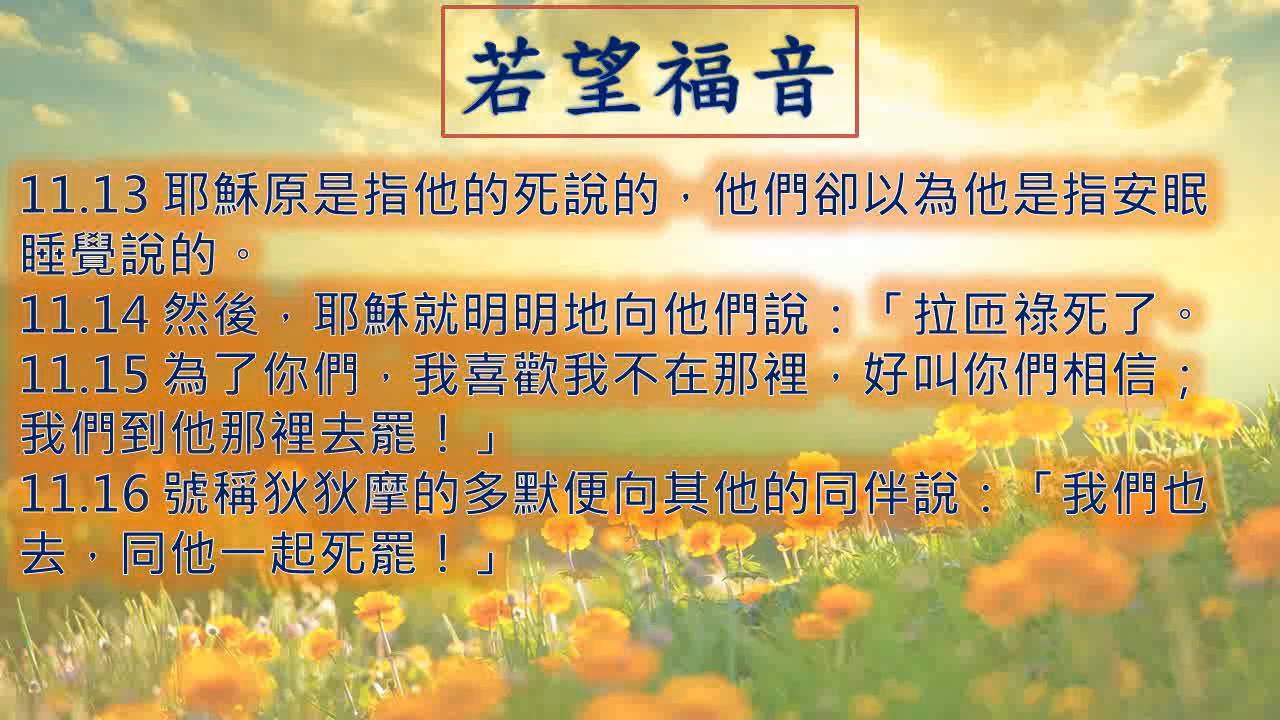 若望福音
11.13 耶穌原是指他的死說的，他們卻以為他是指安眠
睡覺說的。
11.14 然後，耶穌就明明地向他們說：「拉匝祿死了。
11.15 為了你們，我喜歡我不在那裡，好叫你們相信；
我們到他那裡去罷！」
11.16 號稱狄狄摩的多默便向其他的同伴說：「我們也
去，同他一起死罷！」